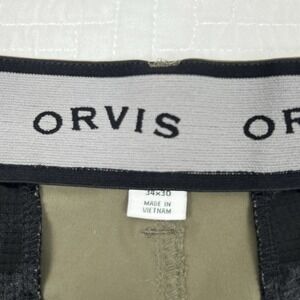 ORVIS OR
34x30
MADE IN
VIETNAM